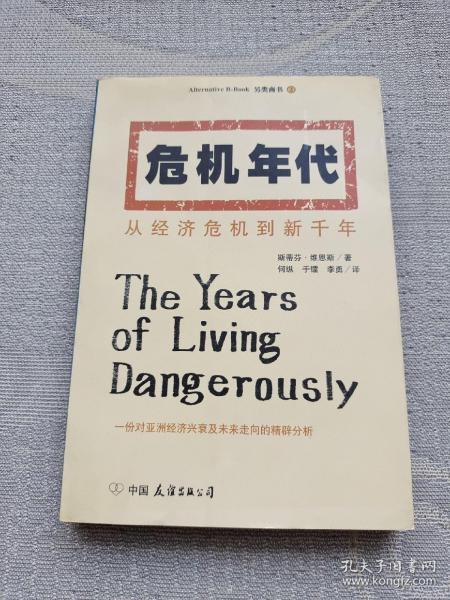 Alternative B-Book 另类商书 2
危机年代
从经济危机到新千年
斯蒂芬·维恩斯／著
何纵 于镭 李勇／译
The Years
of Living
Dangerously
一份对亚洲经济兴衰及未来走向的精辟分析
中国友谊出版公司
孔夫子旧书网
www.kongfz.com